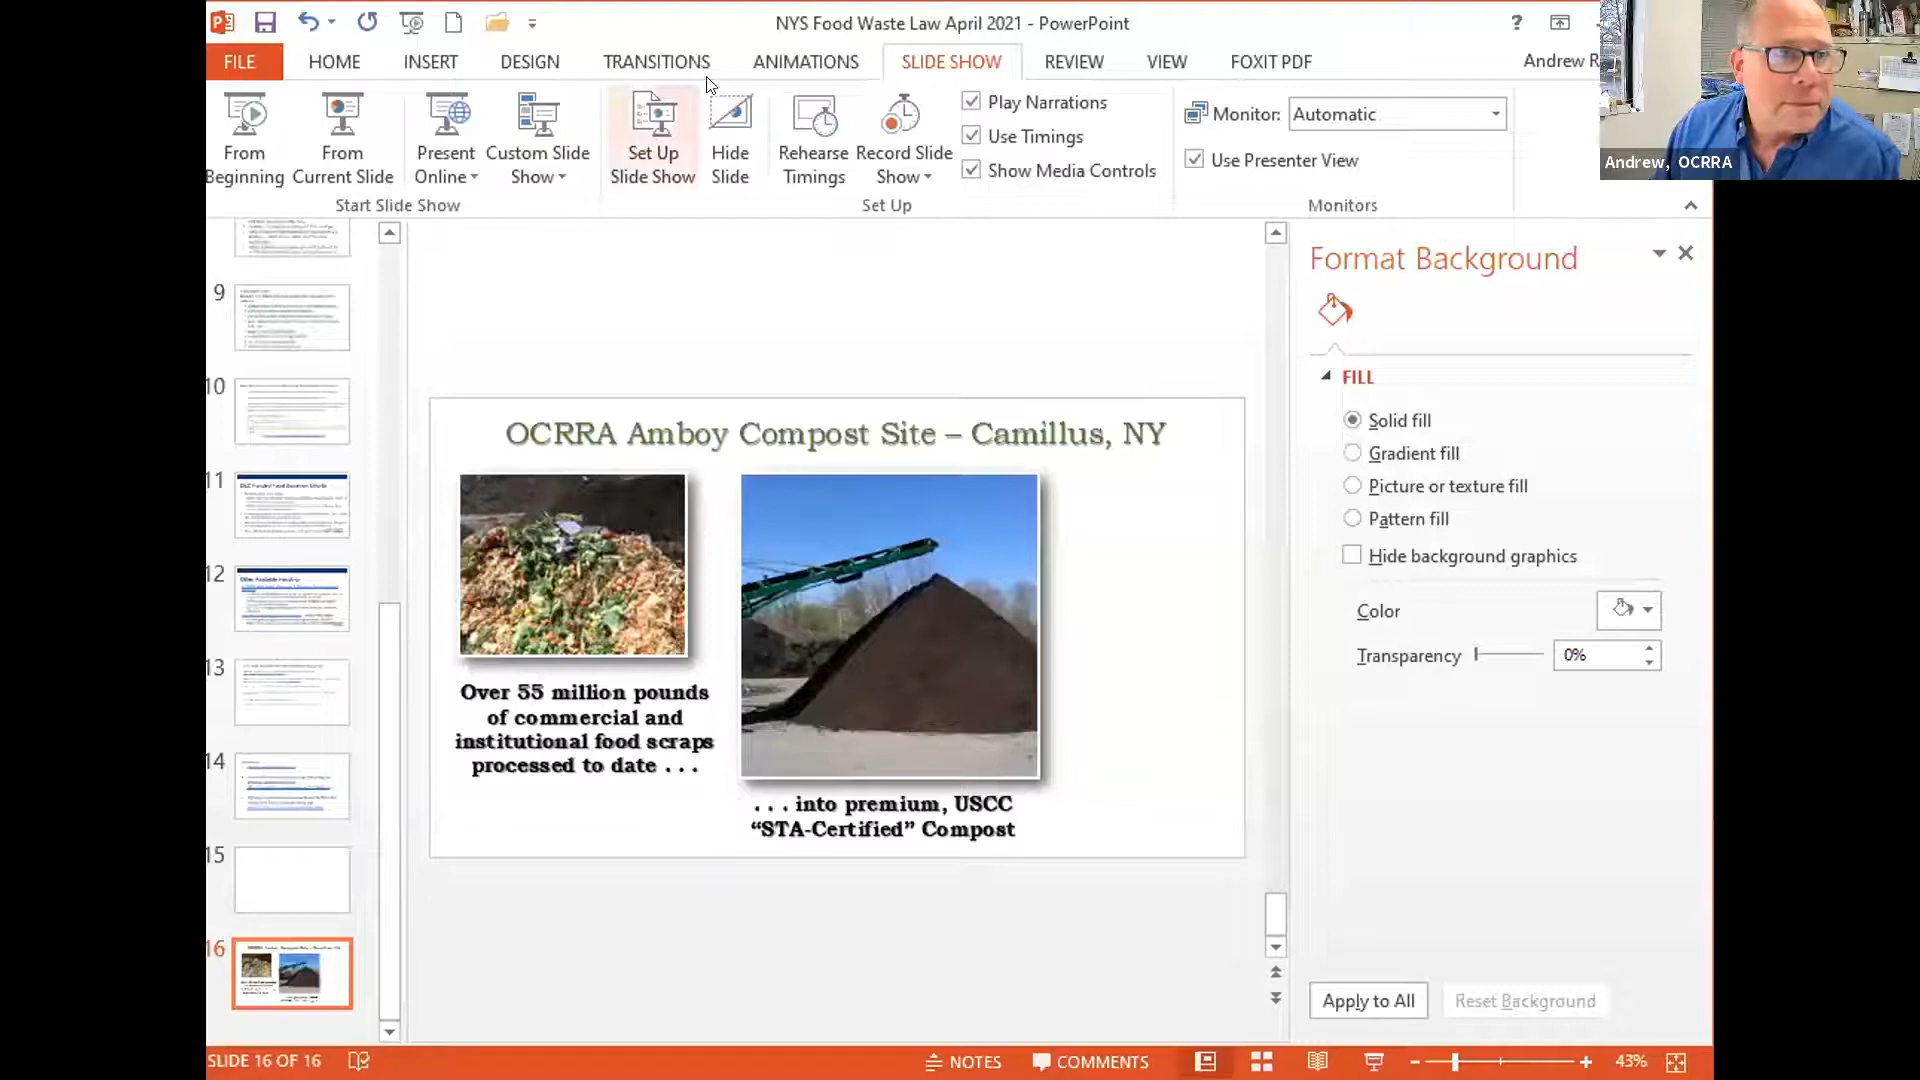 NYS Food Waste Law April 2021 - PowerPoint
?
FILE HOME INSERT DESIGN TRANSITIONS ANIMATIONS SLIDE SHOW REVIEW VIEW FOXIT PDF Andrew R
From Beginning
From Current Slide
Present Online
Custom Slide Show
Set Up Slide Show
Hide Slide
Rehearse Timings
Record Slide Show
Play Narrations
Use Timings
Show Media Controls
Monitor: Automatic
Use Presenter View
Start Slide Show
Set Up
Monitors
Andrew, OCRRA
9
10
11
12
13
14
15
16
OCRRA Amboy Compost Site – Camillus, NY
Over 55 million pounds
of commercial and
institutional food scraps
processed to date . . .
. . . into premium, USCC
“STA-Certified” Compost
Format Background
FILL
Solid fill
Gradient fill
Picture or texture fill
Pattern fill
Hide background graphics
Color
Transparency 0%
Apply to All Reset Background
SLIDE 16 OF 16 NOTES COMMENTS 43%